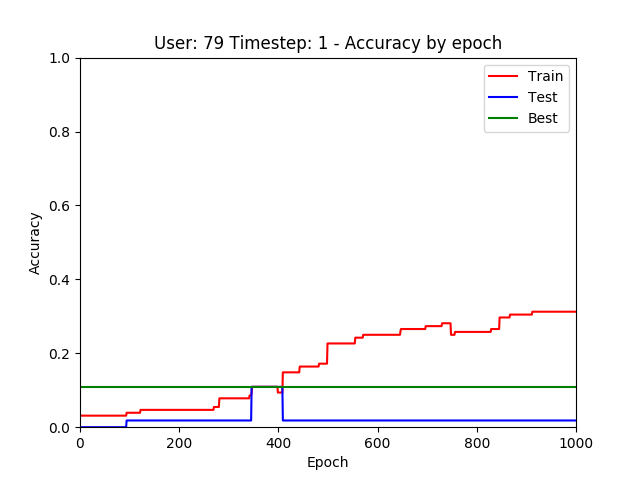 User: 79 Timestep: 1 - Accuracy by epoch
1.0
0.8
0.6
0.4
0.2
0.0
Accuracy
Train
Test
Best
0 200 400 600 800 1000
Epoch